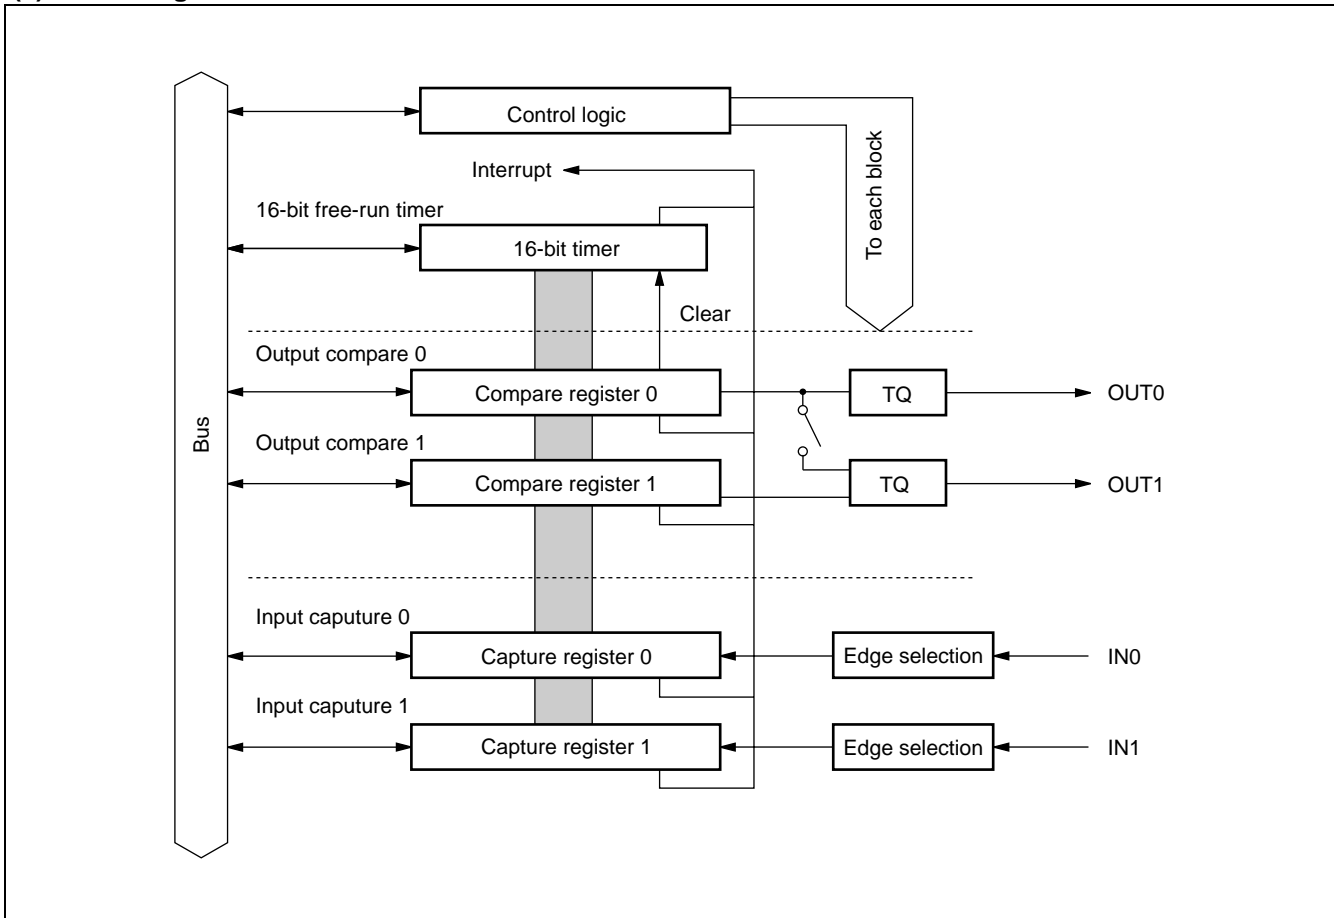 Control logic
Interrupt
To each block
16-bit free-run timer
16-bit timer
Clear
Output compare 0
Compare register 0
TQ
OUT0
Bus
Output compare 1
Compare register 1
TQ
OUT1
Input caputure 0
Capture register 0
Edge selection
IN0
Input caputure 1
Capture register 1
Edge selection
IN1